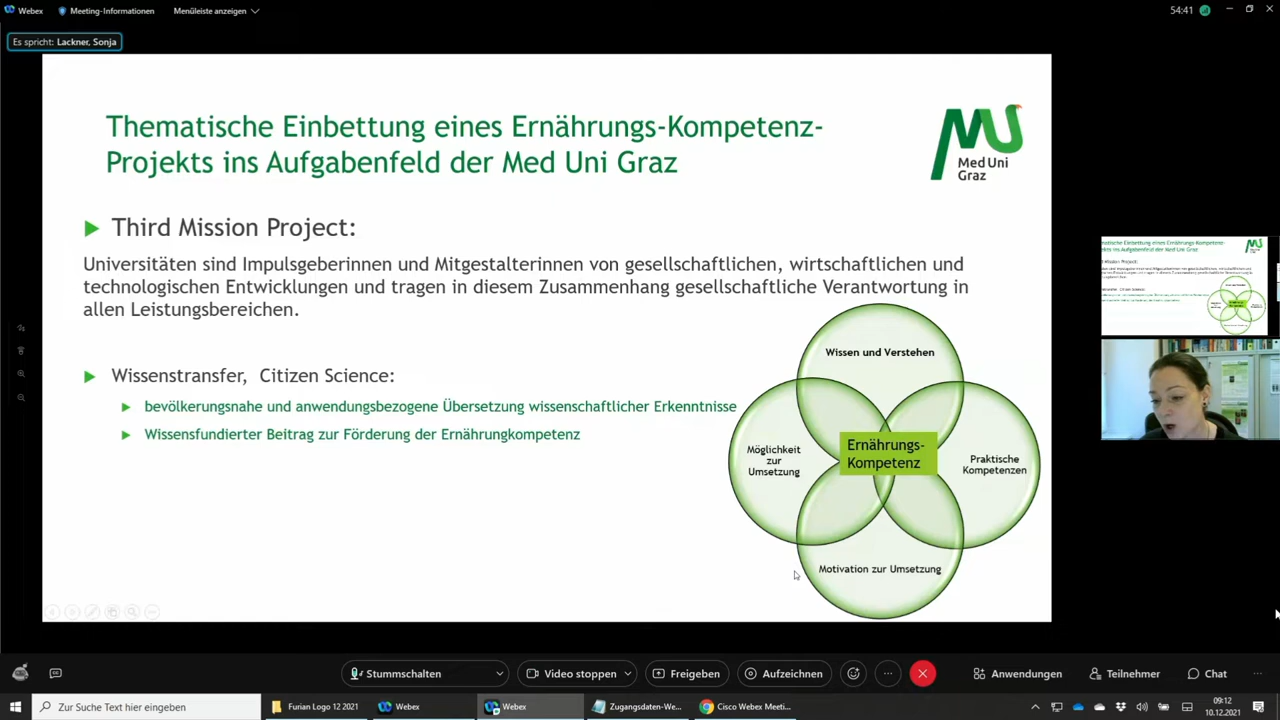 Webex
Meeting-Informationen
Menüleiste anzeigen
54:41
Es spricht: Lackner, Sonja
Thematische Einbettung eines Ernährungs-Kompetenz-
Projekts ins Aufgabenfeld der Med Uni Graz
Med Uni
Graz
Third Mission Project:
Universitäten sind Impulsgeberinnen und Mitgestalterinnen von gesellschaftlichen, wirtschaftlichen und
technologischen Entwicklungen und tragen in diesem Zusammenhang gesellschaftliche Verantwortung in
allen Leistungsbereichen.
Wissenstransfer, Citizen Science:
bevölkerungsnahe und anwendungsbezogene Übersetzung wissenschaftlicher Erkenntnisse
Wissensfundierter Beitrag zur Förderung der Ernährungkompetenz
Wissen und Verstehen
Möglichkeit
zur
Umsetzung
Ernährungs-
Kompetenz
Praktische
Kompetenzen
Motivation zur Umsetzung
Stummschalten
Video stoppen
Freigeben
Aufzeichnen
Anwendungen
Teilnehmer
Chat
Zur Suche Text hier eingeben
Furian Logo 12 2021
Webex
Webex
Zugangsdaten-We...
Cisco Webex Meeti...
09:12
10.12.2021